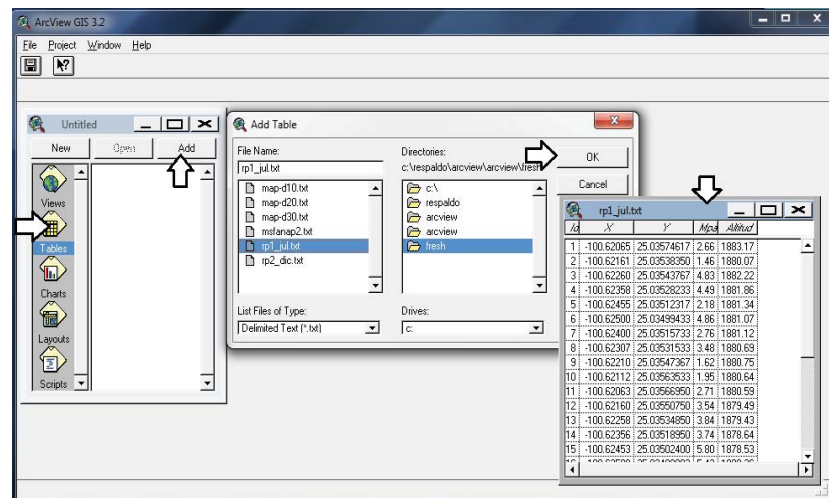 ArcView GIS 3.2
File Project Window Help
Untitled
New Open Add
Views
Tables
Charts
Layouts
Scripts
Add Table
File Name:
rp1_jul.txt
map-d10.txt
map-d20.txt
map-d30.txt
msfanap2.txt
rp1_jul.txt
rp2_dic.txt
List Files of Type:
Delimited Text (*.txt)
Directories:
c:\respaldo\arcview\arcview\fresh
c:\
respaldo
arcview
arcview
fresh
Drives:
c:
OK
Cancel
rp1_jul.txt
Id X Y Mpa Altitud
1 -100.62065 25.03574617 2.66 1883.17
2 -100.62161 25.03538350 1.46 1880.07
3 -100.62260 25.03543767 4.83 1882.22
4 -100.62358 25.03528233 4.49 1881.86
5 -100.62455 25.03512317 2.18 1881.34
6 -100.62500 25.03499433 4.86 1881.07
7 -100.62400 25.03515733 2.76 1881.12
8 -100.62307 25.03531533 3.48 1880.69
9 -100.62210 25.03547367 1.62 1880.75
10 -100.62112 25.03563533 1.95 1880.64
11 -100.62063 25.03566950 2.71 1880.59
12 -100.62160 25.03550750 3.54 1879.49
13 -100.62258 25.03534850 3.84 1879.43
14 -100.62356 25.03518950 3.74 1878.64
15 -100.62453 25.03502400 5.80 1878.53